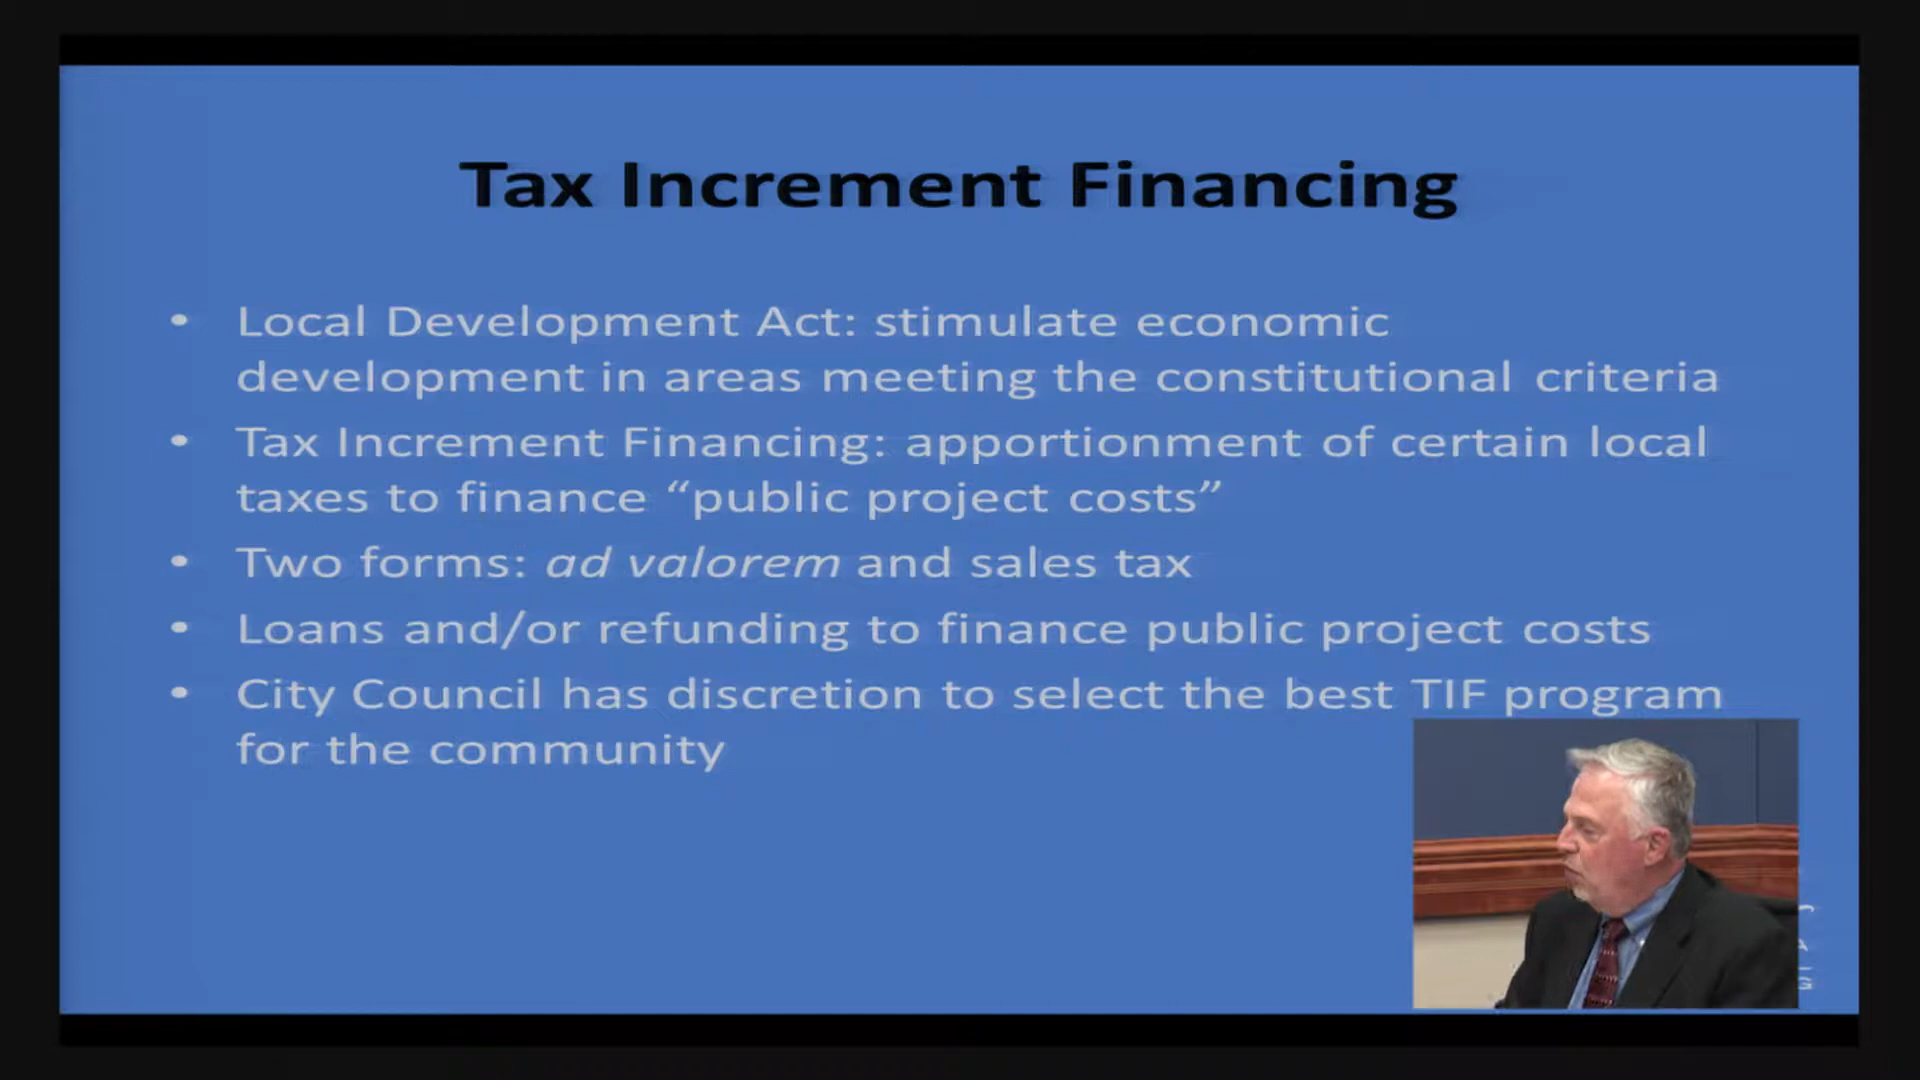 Tax Increment Financing
• Local Development Act: stimulate economic
development in areas meeting the constitutional criteria
• Tax Increment Financing: apportionment of certain local
taxes to finance “public project costs”
• Two forms: ad valorem and sales tax
• Loans and/or refunding to finance public project costs
• City Council has discretion to select the best TIF program
for the community